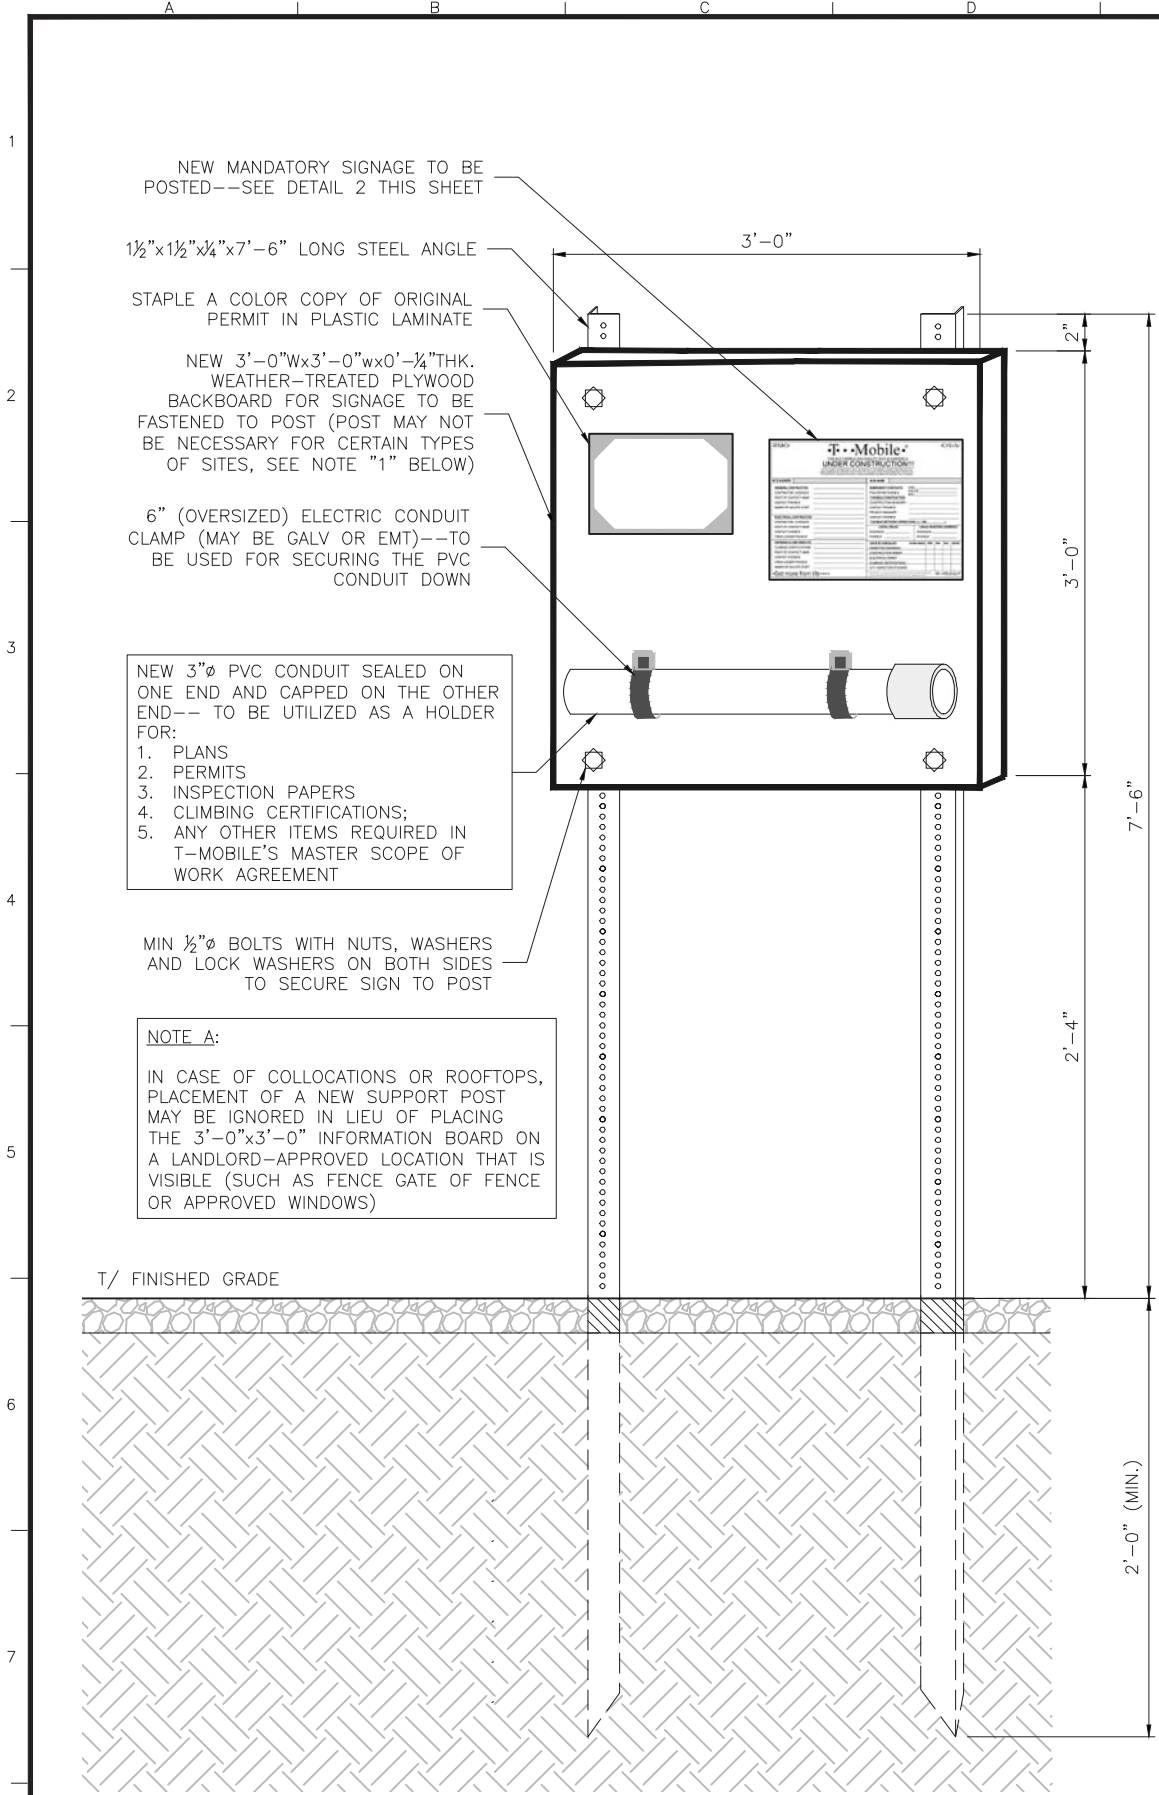 A B C D
1
2
3
4
5
6
7
NEW MANDATORY SIGNAGE TO BE
POSTED--SEE DETAIL 2 THIS SHEET
1½"x1½"x¼"x7'-6" LONG STEEL ANGLE
STAPLE A COLOR COPY OF ORIGINAL
PERMIT IN PLASTIC LAMINATE
NEW 3'-0"Wx3'-0"wx0'-¼"THK.
WEATHER-TREATED PLYWOOD
BACKBOARD FOR SIGNAGE TO BE
FASTENED TO POST (POST MAY NOT
BE NECESSARY FOR CERTAIN TYPES
OF SITES, SEE NOTE "1" BELOW)
6" (OVERSIZED) ELECTRIC CONDUIT
CLAMP (MAY BE GALV OR EMT)--TO
BE USED FOR SECURING THE PVC
CONDUIT DOWN
NEW 3"ø PVC CONDUIT SEALED ON
ONE END AND CAPPED ON THE OTHER
END-- TO BE UTILIZED AS A HOLDER
FOR:
1. PLANS
2. PERMITS
3. INSPECTION PAPERS
4. CLIMBING CERTIFICATIONS;
5. ANY OTHER ITEMS REQUIRED IN
T-MOBILE'S MASTER SCOPE OF
WORK AGREEMENT
MIN ½"ø BOLTS WITH NUTS, WASHERS
AND LOCK WASHERS ON BOTH SIDES
TO SECURE SIGN TO POST
NOTE A:
IN CASE OF COLLOCATIONS OR ROOFTOPS,
PLACEMENT OF A NEW SUPPORT POST
MAY BE IGNORED IN LIEU OF PLACING
THE 3'-0"x3'-0" INFORMATION BOARD ON
A LANDLORD-APPROVED LOCATION THAT IS
VISIBLE (SUCH AS FENCE GATE OF FENCE
OR APPROVED WINDOWS)
T/ FINISHED GRADE
3'-0"
T··Mobile·
UNDER CONSTRUCTION!!!
Get more from life
2"
3'-0"
2'-4"
7'-6"
2'-0" (MIN.)